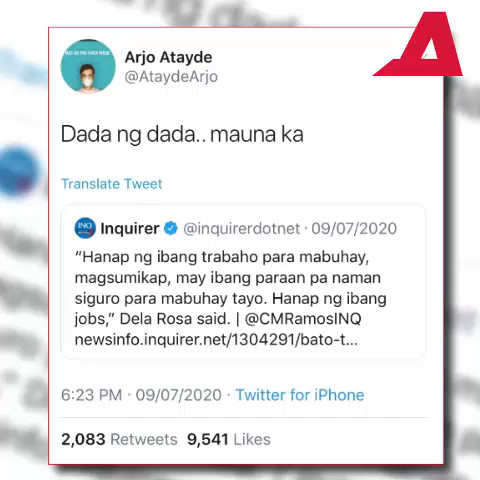 Arjo Atayde
@AtaydeArjo
Dada ng dada.. mauna ka
Translate Tweet
INQ
Inquirer @inquirerdotnet · 09/07/2020
“Hanap ng ibang trabaho para mabuhay,
magsumikap, may ibang paraan pa naman
siguro para mabuhay tayo. Hanap ng ibang
jobs,” Dela Rosa said. | @CMRamosINQ
newsinfo.inquirer.net/1304291/bato-t...
6:23 PM · 09/07/2020 · Twitter for iPhone
2,083 Retweets 9,541 Likes